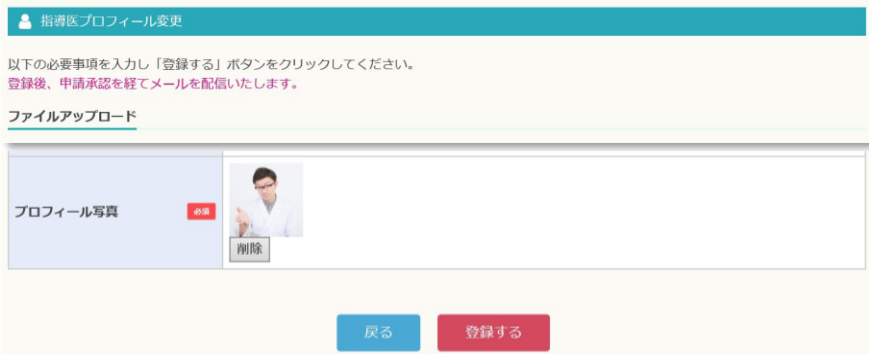 指導医プロフィール変更
以下の必要事項を入力し「登録する」ボタンをクリックしてください。
登録後、申請承認を経てメールを配信いたします。
ファイルアップロード
プロフィール写真 必須
削除
戻る 登録する